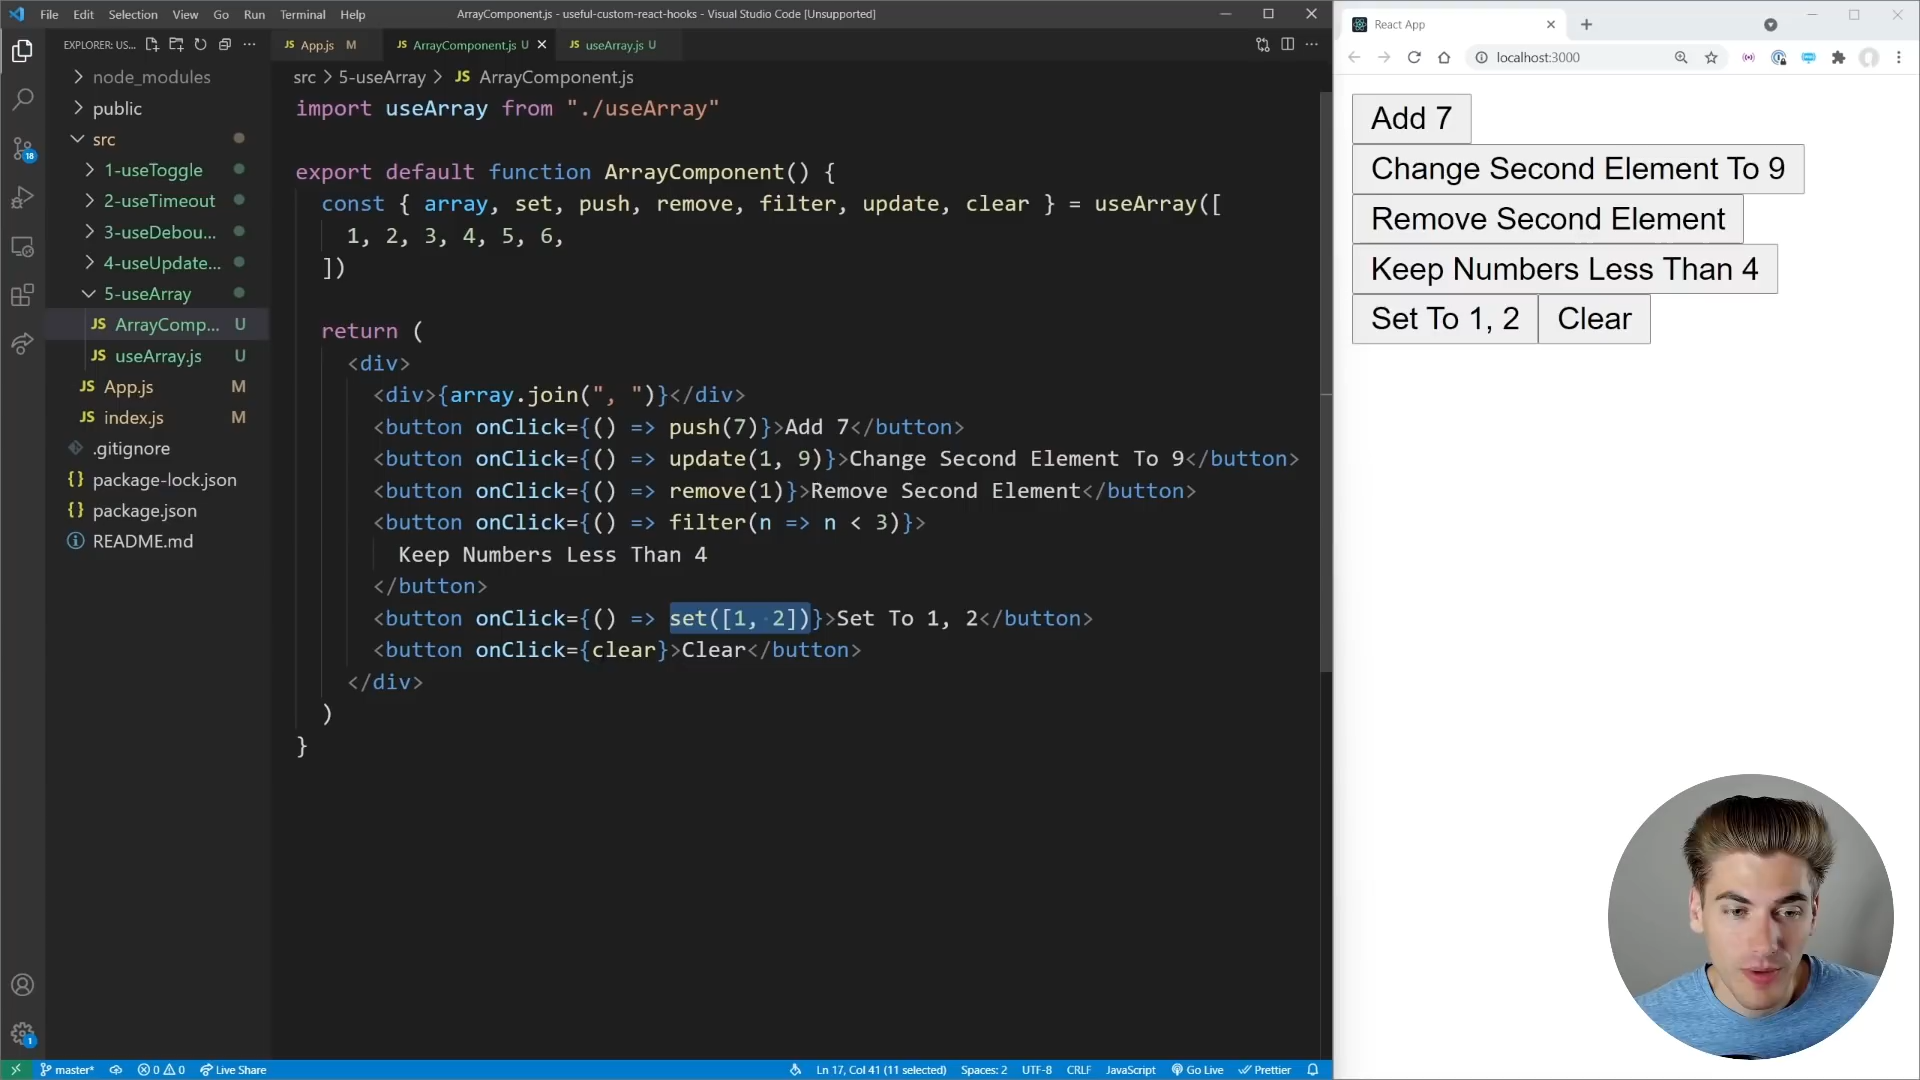 File Edit Selection View Go Run Terminal Help
ArrayComponent.js - useful-custom-react-hooks - Visual Studio Code [Unsupported]
EXPLORER: US...
App.js M
ArrayComponent.js U
useArray.js U
src > 5-useArray > JS ArrayComponent.js
node_modules
public
src
1-useToggle
2-useTimeout
3-useDebou...
4-useUpdate...
5-useArray
JS ArrayComp... U
JS useArray.js U
JS App.js M
JS index.js M
.gitignore
{} package-lock.json
{} package.json
README.md
18
1
import useArray from "./useArray"
export default function ArrayComponent() {
const { array, set, push, remove, filter, update, clear } = useArray([
1, 2, 3, 4, 5, 6,
])
return (
<div>
<div>{array.join(", ")}</div>
<button onClick={() => push(7)}>Add 7</button>
<button onClick={() => update(1, 9)}>Change Second Element To 9</button>
<button onClick={() => remove(1)}>Remove Second Element</button>
<button onClick={() => filter(n => n < 3)}>
Keep Numbers Less Than 4
</button>
<button onClick={() => set([1, 2])}>Set To 1, 2</button>
<button onClick={clear}>Clear</button>
</div>
)
}
master* 0 0 Live Share
Ln 17, Col 41 (11 selected) Spaces: 2 UTF-8 CRLF JavaScript Go Live Prettier
React App
localhost:3000
Add 7
Change Second Element To 9
Remove Second Element
Keep Numbers Less Than 4
Set To 1, 2 Clear